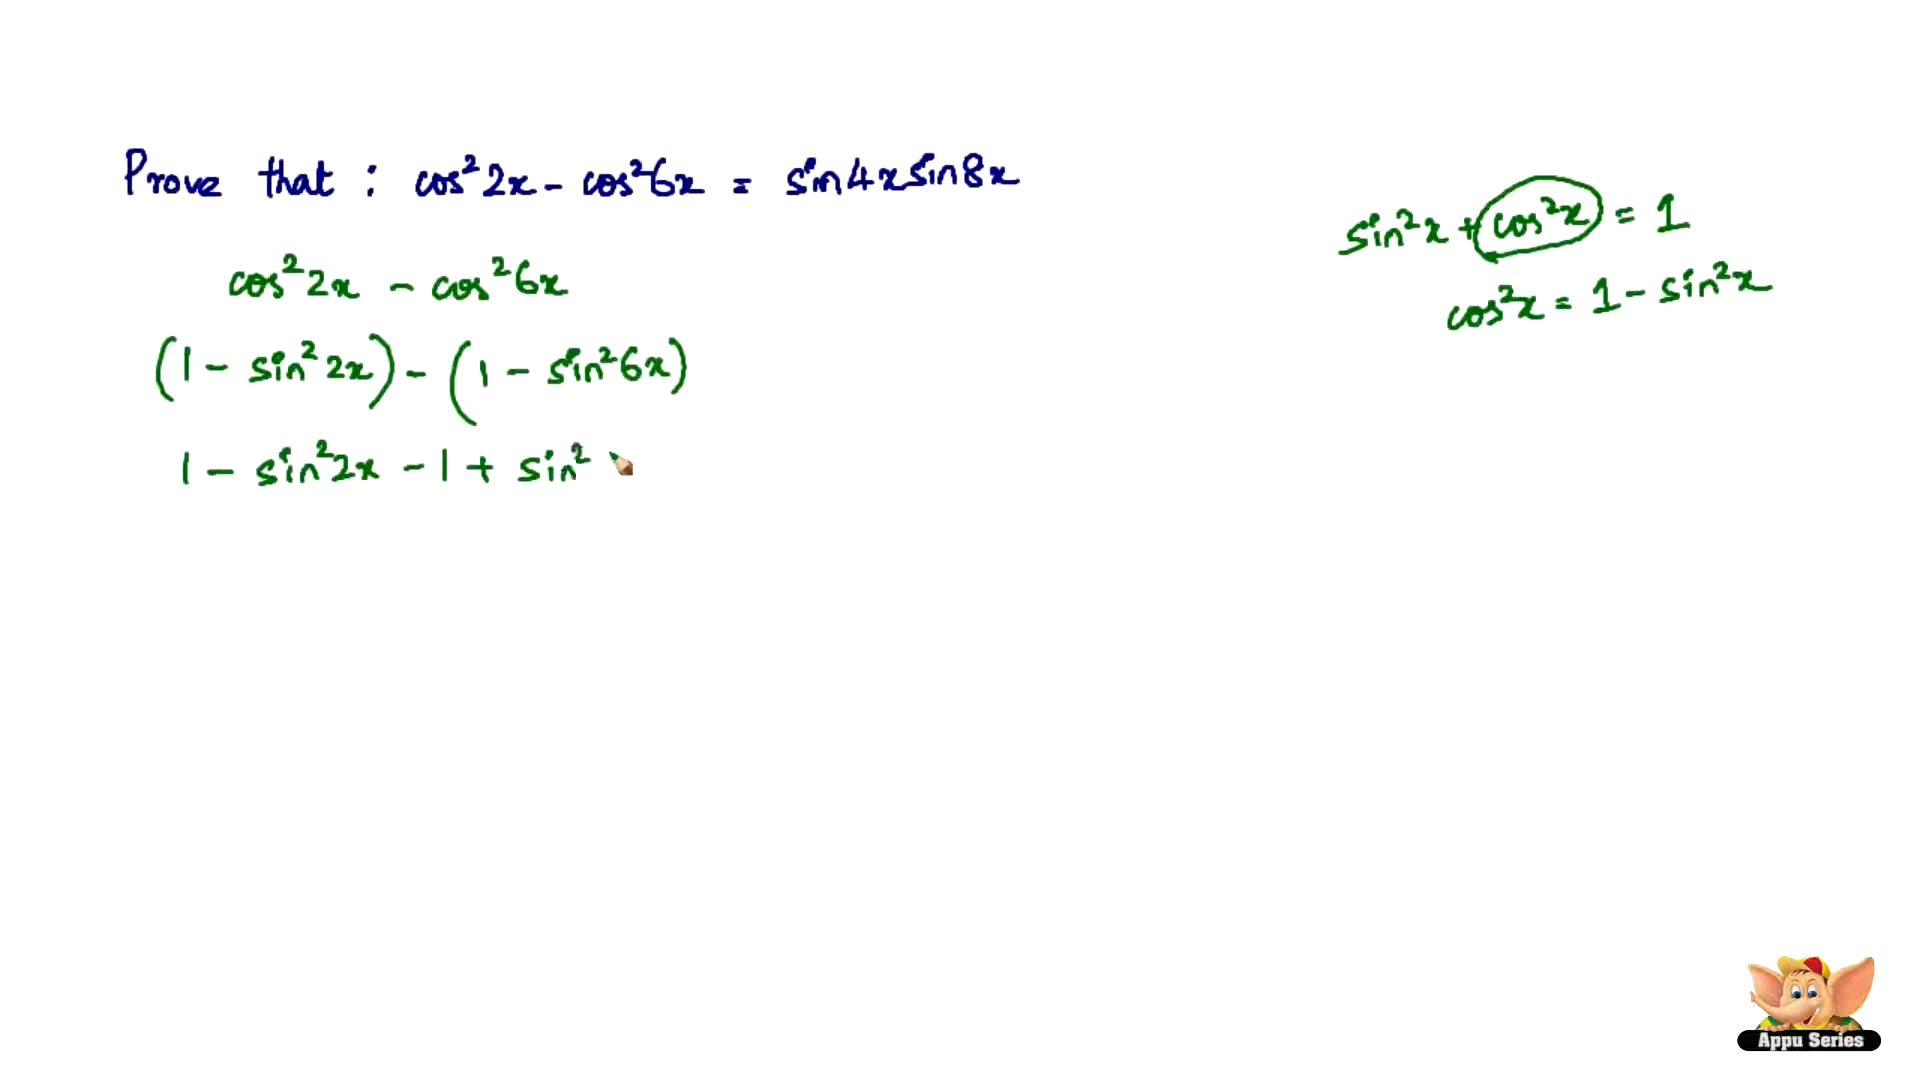 Prove that : cos²2x - cos²6x = sin4x sin8x
cos²2x - cos²6x
(1 - sin²2x) - (1 - sin²6x)
1 - sin²2x - 1 + sin²
sin²x + cos²x = 1
cos²x = 1 - sin²x
Appu Series